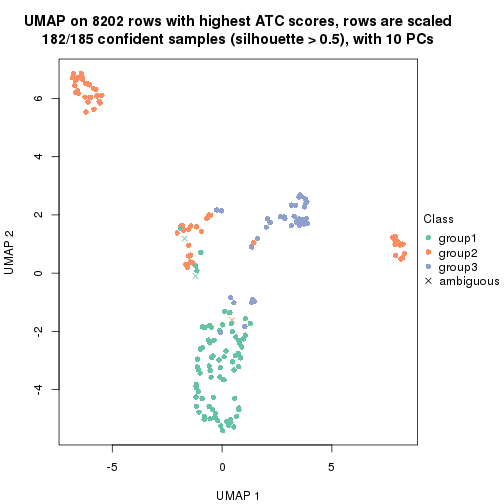 UMAP on 8202 rows with highest ATC scores, rows are scaled
182/185 confident samples (silhouette > 0.5), with 10 PCs
6
4
2
0
-2
-4
UMAP 2
-5
0
5
UMAP 1
Class
group1
group2
group3
ambiguous